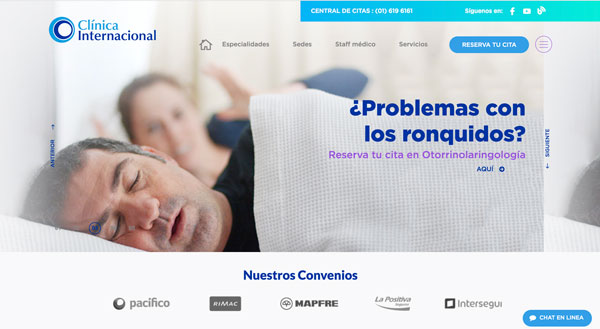 CENTRAL DE CITAS : (01) 619 6161
Síguenos en:
Clínica
Internacional
Especialidades
Sedes
Staff médico
Servicios
RESERVA TU CITA
¿Problemas con
los ronquidos?
Reserva tu cita en Otorrinolaringología
AQUÍ
ANTERIOR
SIGUIENTE
Nuestros Convenios
pacífico
RIMAC
MAPFRE
La Positiva
Intersegu
CHAT EN LINEA